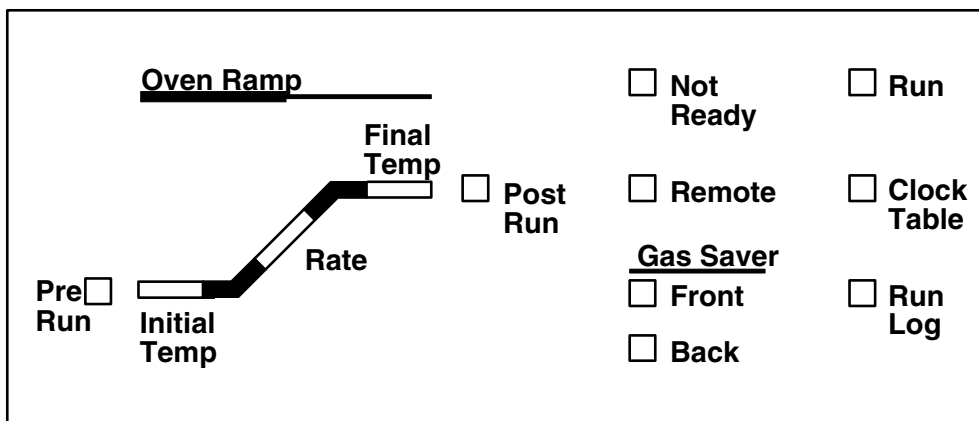 Oven Ramp
Final
Temp
Rate
Initial
Temp
Pre
Run
Post
Run
Not
Ready
Run
Remote
Clock
Table
Gas Saver
Front
Back
Run
Log